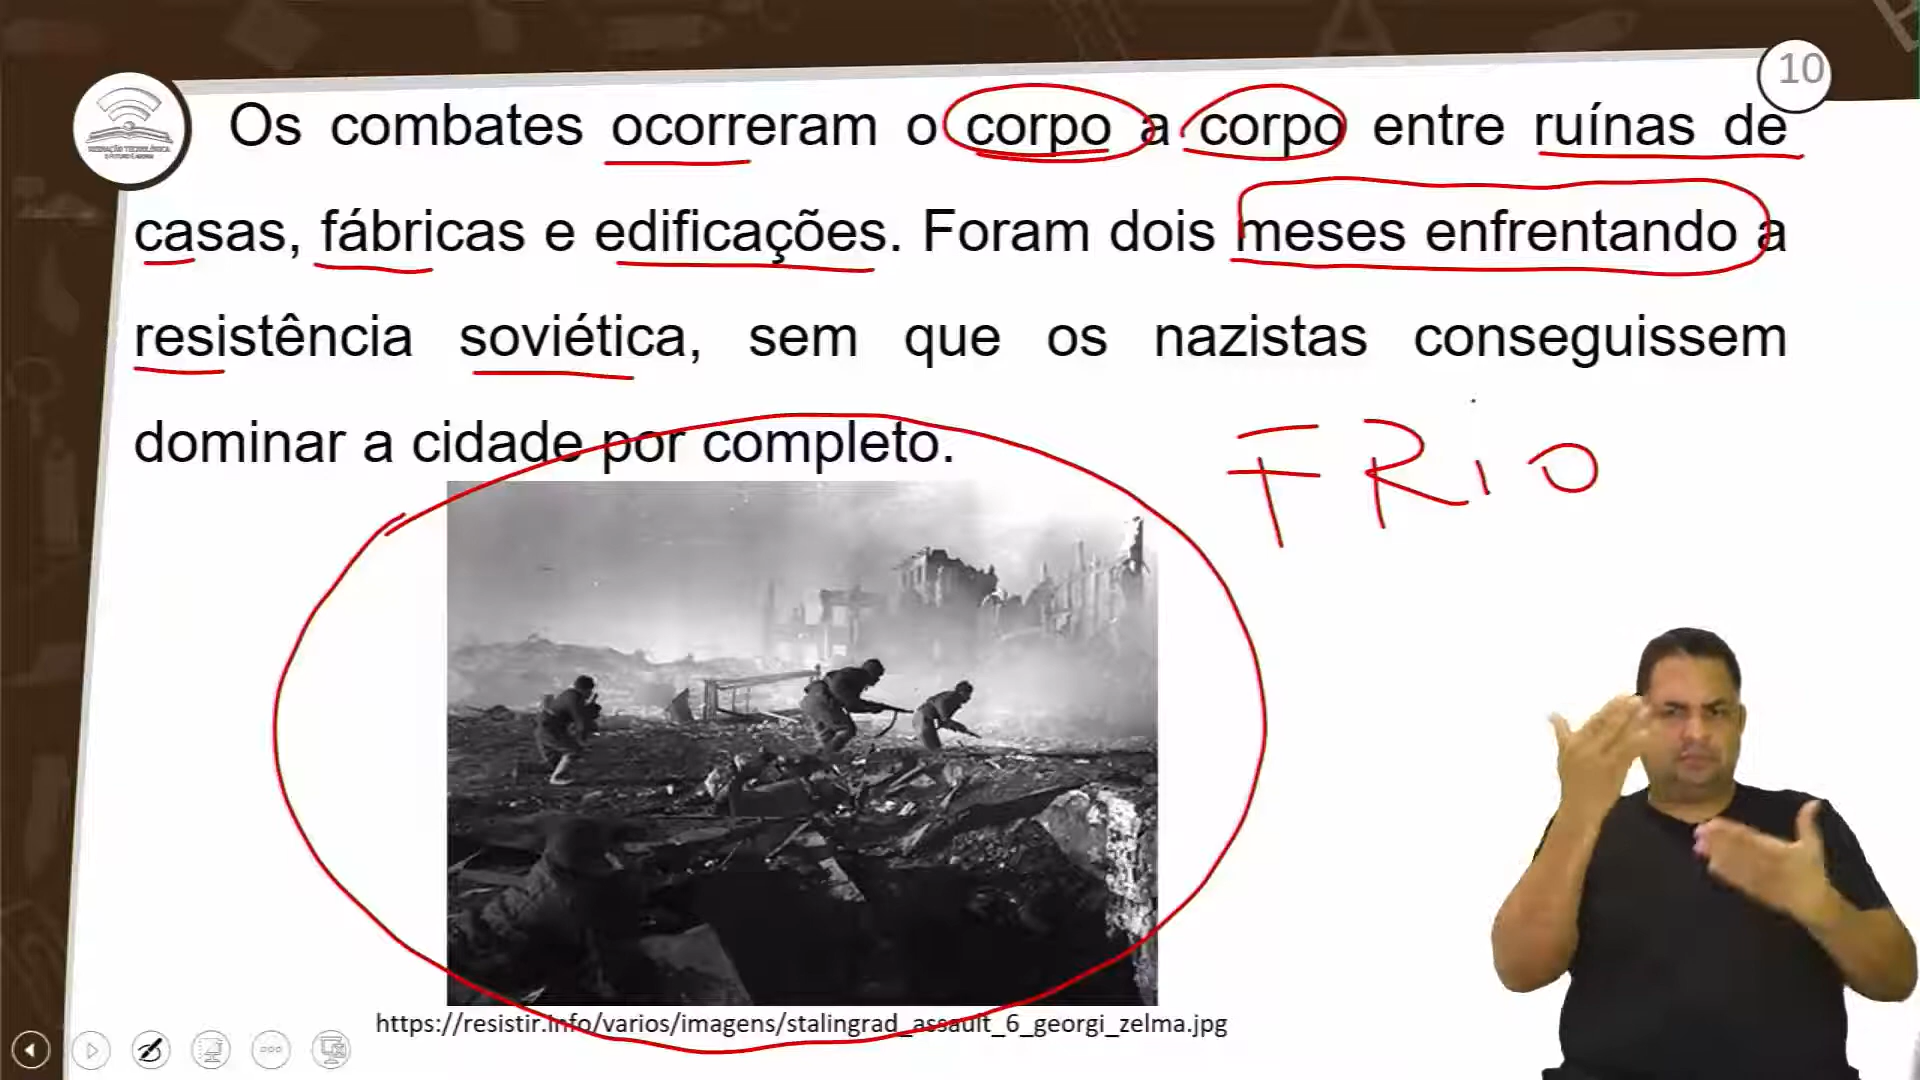 10
Os combates ocorreram o corpo a corpo entre ruínas de
casas, fábricas e edificações. Foram dois meses enfrentando a
resistência soviética, sem que os nazistas conseguissem
dominar a cidade por completo.
FRIO
https://resistir.info/varios/imagens/stalingrad_assault_6_georgi_zelma.jpg